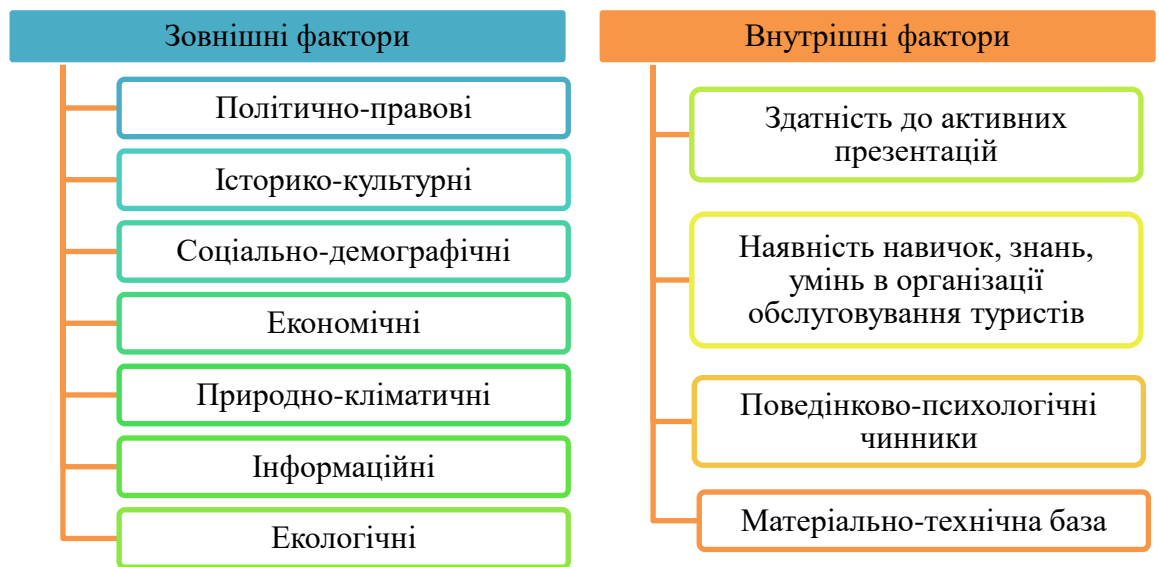 Зовнішні фактори
Політично-правові
Історико-культурні
Соціально-демографічні
Економічні
Природно-кліматичні
Інформаційні
Екологічні
Внутрішні фактори
Здатність до активних
презентацій
Наявність навичок, знань,
умінь в організації
обслуговування туристів
Поведінково-психологічні
чинники
Матеріально-технічна база